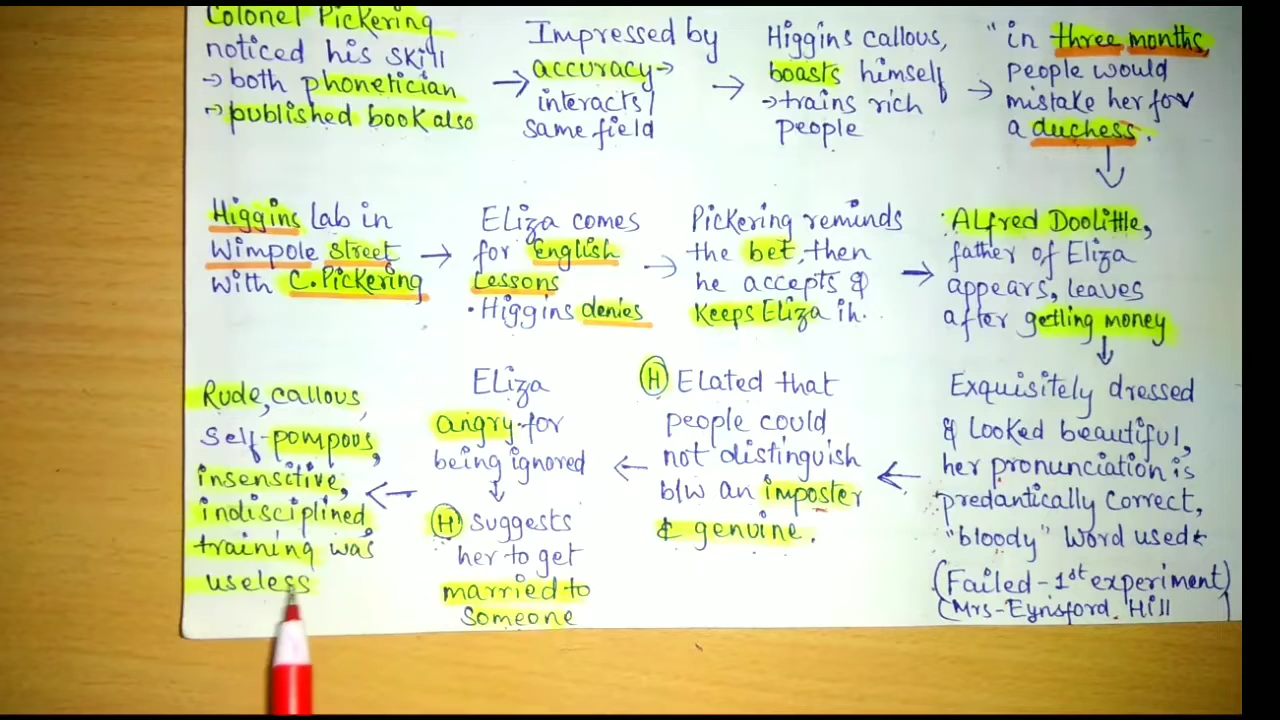 Colonel Pickering
noticed his skill
→ both phonetician
→ published book also
→
Impressed by
accuracy→
interacts/
same field
→
Higgins callous,
boasts himself
→ trains rich
people
→
"in three months,
people would
mistake her for
a duchess.
↓
Higgins lab in
Wimpole street
with C. Pickering
→
Eliza comes
for English
Lessons
• Higgins denies
→
Pickering reminds
the bet, then
he accepts &
keeps Eliza in.
→
Alfred Doolittle,
father of Eliza
appears, leaves
after getling money
↓
Exquisitely dressed
& Looked beautiful,
her pronunciation is
predantically correct,
"bloody" word used
(Failed-1st experiment)
(Mrs-Eynsford. Hill)
←
(H) Elated that
people could
not distinguish
b/w an imposter
& genuine.
←
Eliza
angry for
being ignored
↓
(H) suggests
her to get
married to
someone
←
Rude, callous,
self-pompous,
insensitive,
indisciplined
training was
useless